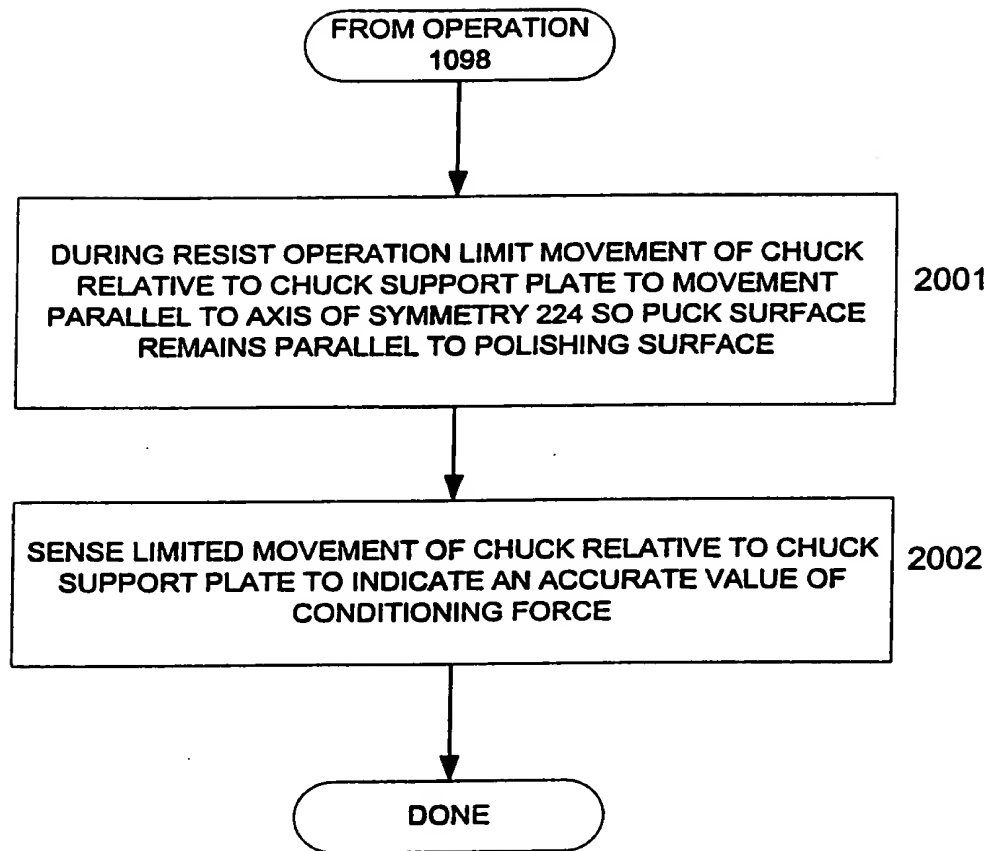 FROM OPERATION
1098
DURING RESIST OPERATION LIMIT MOVEMENT OF CHUCK
RELATIVE TO CHUCK SUPPORT PLATE TO MOVEMENT
PARALLEL TO AXIS OF SYMMETRY 224 SO PUCK SURFACE
REMAINS PARALLEL TO POLISHING SURFACE
2001
SENSE LIMITED MOVEMENT OF CHUCK RELATIVE TO CHUCK
SUPPORT PLATE TO INDICATE AN ACCURATE VALUE OF
CONDITIONING FORCE
2002
DONE